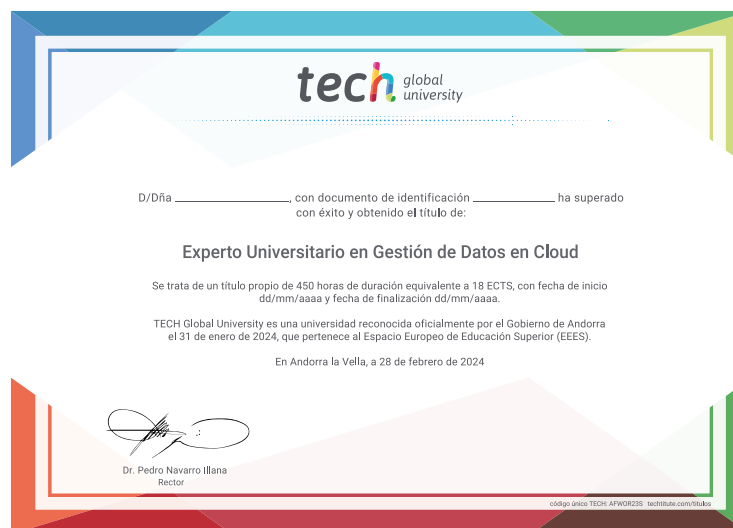 tech global university
D/Dña ____________________, con documento de identificación ______________ ha superado
con éxito y obtenido el título de:
Experto Universitario en Gestión de Datos en Cloud
Se trata de un título propio de 450 horas de duración equivalente a 18 ECTS, con fecha de inicio
dd/mm/aaaa y fecha de finalización dd/mm/aaaa.
TECH Global University es una universidad reconocida oficialmente por el Gobierno de Andorra
el 31 de enero de 2024, que pertenece al Espacio Europeo de Educación Superior (EEES).
En Andorra la Vella, a 28 de febrero de 2024
Dr. Pedro Navarro Illana
Rector
código único TECH: AFWOR23S techtitute.com/titulos